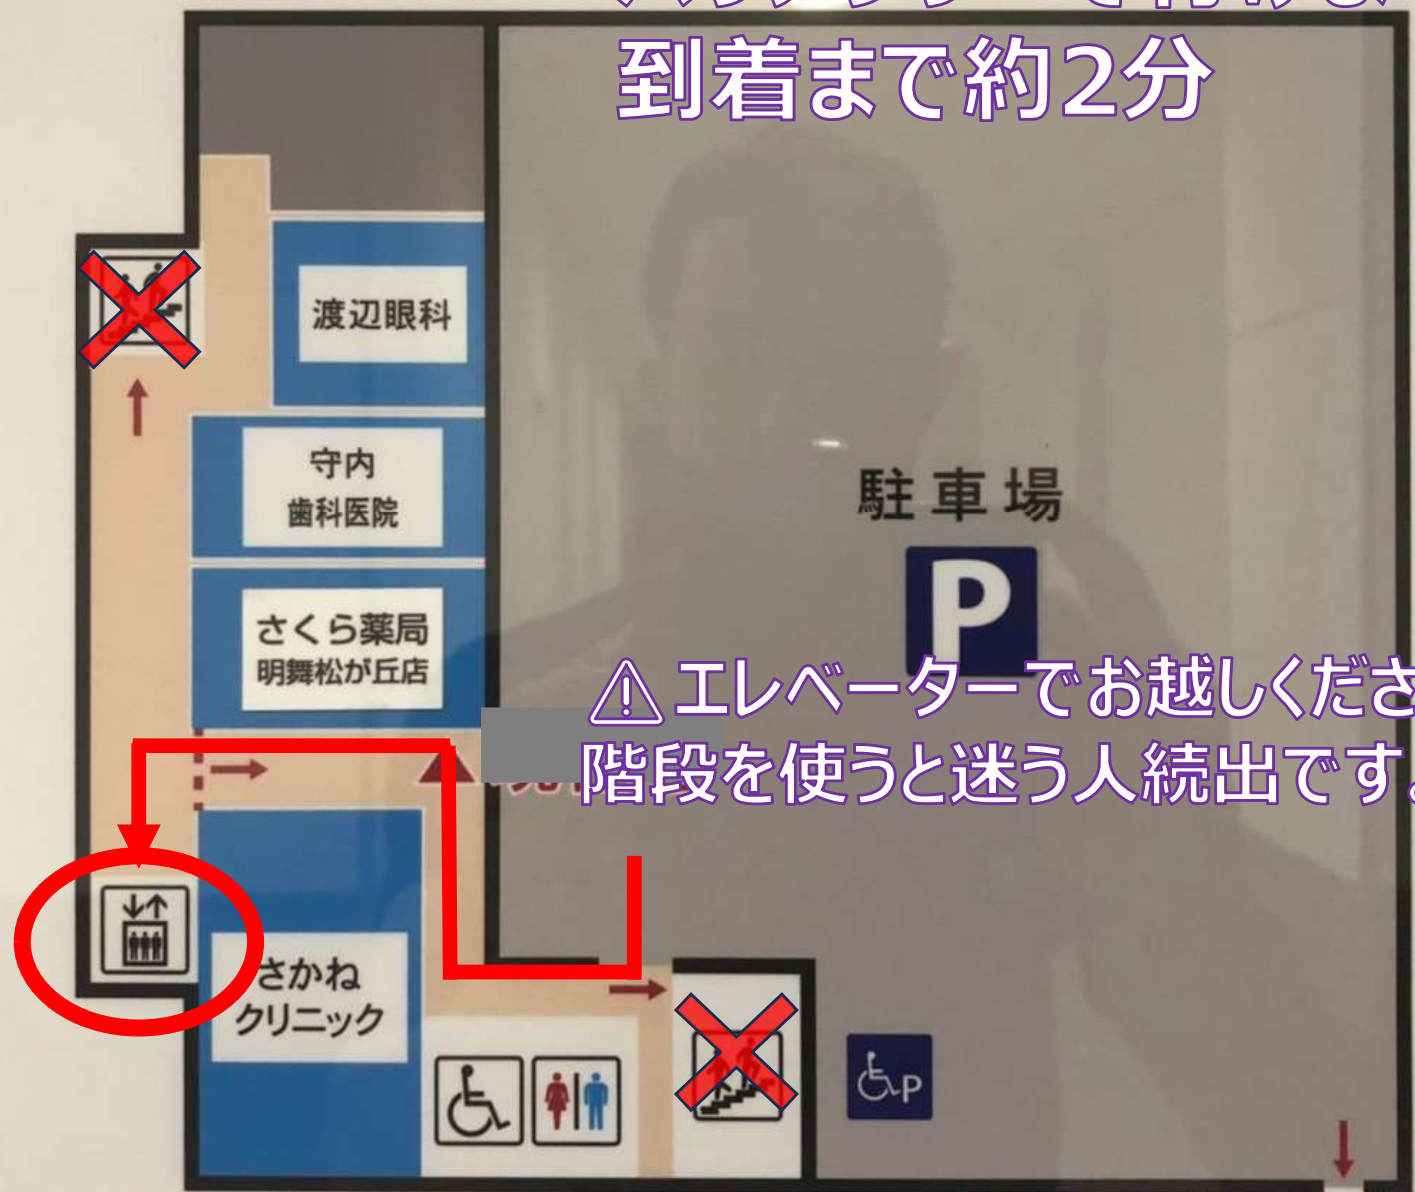 到着まで約2分
渡辺眼科
守内
歯科医院
駐車場
P
さくら薬局
明舞松が丘店
⚠エレベーターでお越しくださ
階段を使うと迷う人続出です。
さかね
クリニック
P